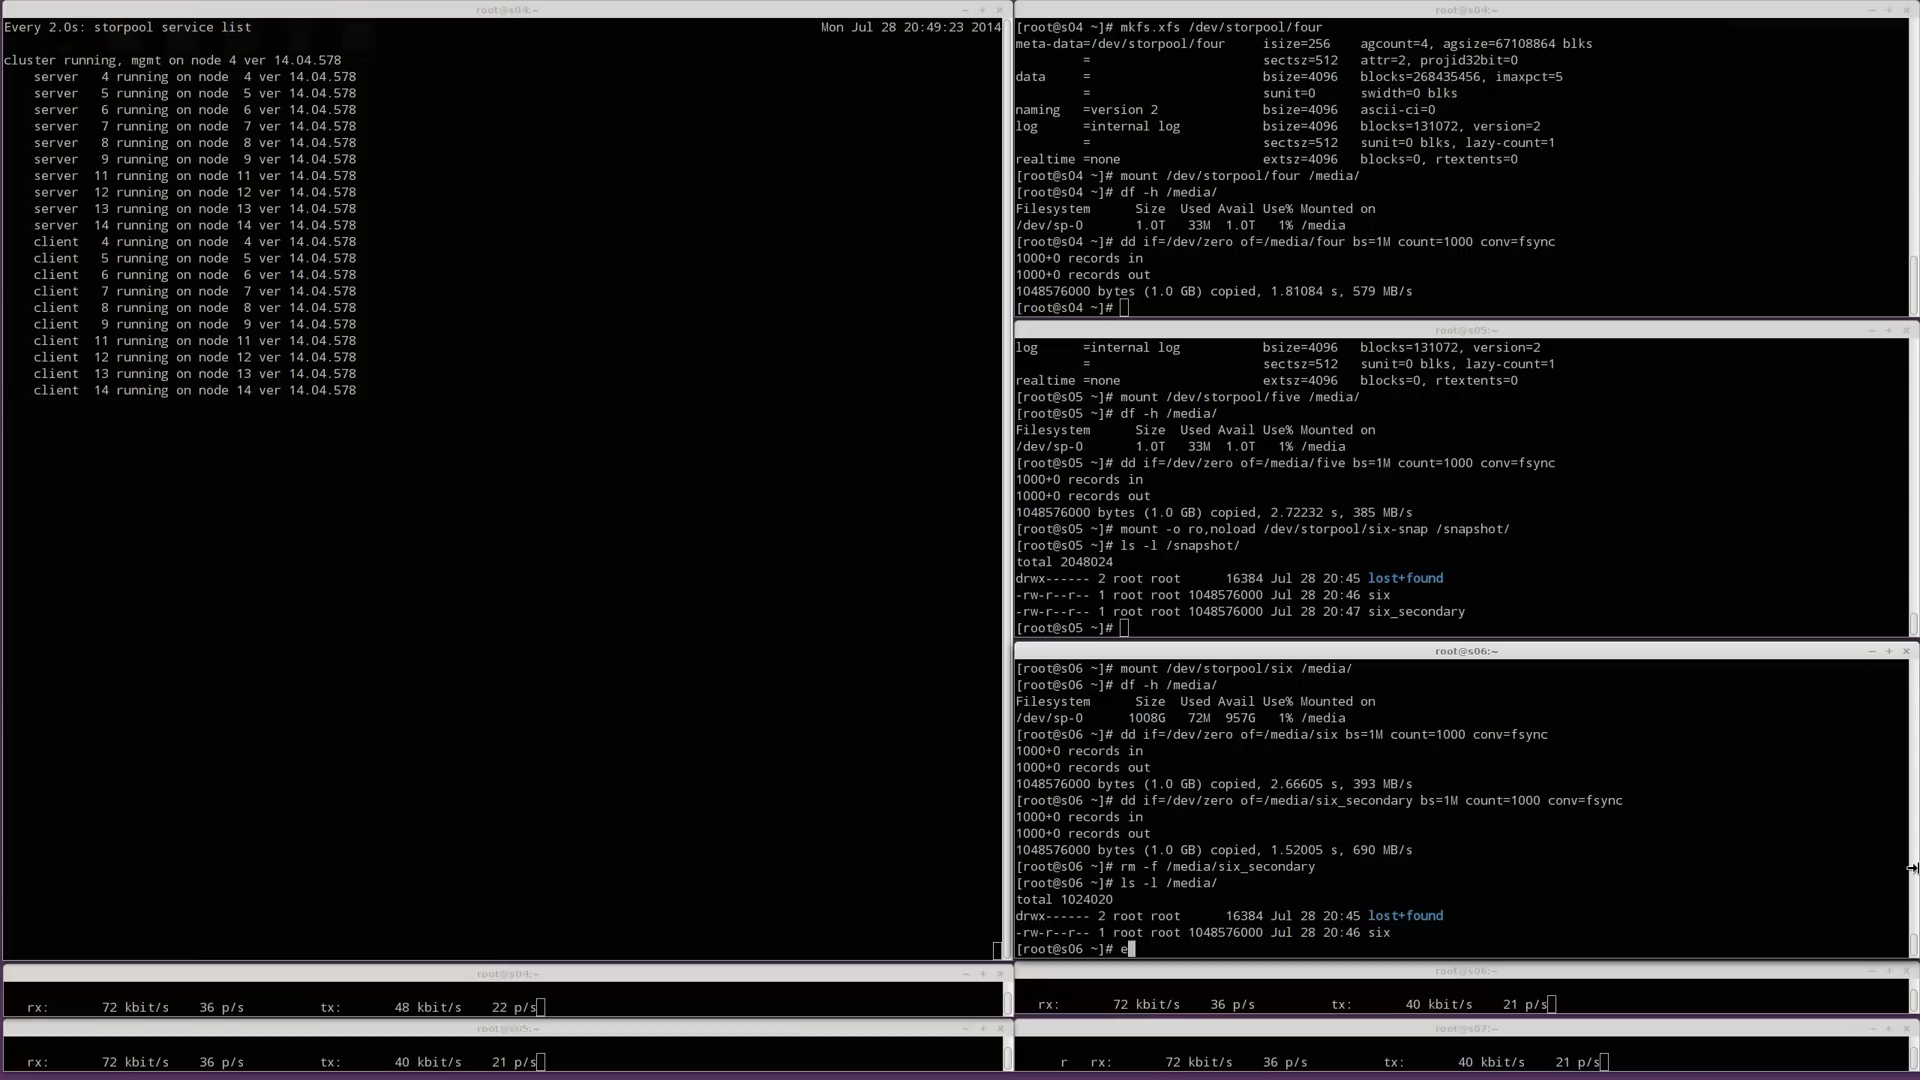 root@s04:~
Every 2.0s: storpool service list Mon Jul 28 20:49:23 2014
cluster running, mgmt on node 4 ver 14.04.578
server 4 running on node 4 ver 14.04.578
server 5 running on node 5 ver 14.04.578
server 6 running on node 6 ver 14.04.578
server 7 running on node 7 ver 14.04.578
server 8 running on node 8 ver 14.04.578
server 9 running on node 9 ver 14.04.578
server 11 running on node 11 ver 14.04.578
server 12 running on node 12 ver 14.04.578
server 13 running on node 13 ver 14.04.578
server 14 running on node 14 ver 14.04.578
client 4 running on node 4 ver 14.04.578
client 5 running on node 5 ver 14.04.578
client 6 running on node 6 ver 14.04.578
client 7 running on node 7 ver 14.04.578
client 8 running on node 8 ver 14.04.578
client 9 running on node 9 ver 14.04.578
client 11 running on node 11 ver 14.04.578
client 12 running on node 12 ver 14.04.578
client 13 running on node 13 ver 14.04.578
client 14 running on node 14 ver 14.04.578
root@s04:~
[root@s04 ~]# mkfs.xfs /dev/storpool/four
meta-data=/dev/storpool/four isize=256 agcount=4, agsize=67108864 blks
= sectsz=512 attr=2, projid32bit=0
data = bsize=4096 blocks=268435456, imaxpct=5
= sunit=0 swidth=0 blks
naming =version 2 bsize=4096 ascii-ci=0
log =internal log bsize=4096 blocks=131072, version=2
= sectsz=512 sunit=0 blks, lazy-count=1
realtime =none extsz=4096 blocks=0, rtextents=0
[root@s04 ~]# mount /dev/storpool/four /media/
[root@s04 ~]# df -h /media/
Filesystem Size Used Avail Use% Mounted on
/dev/sp-0 1.0T 33M 1.0T 1% /media
[root@s04 ~]# dd if=/dev/zero of=/media/four bs=1M count=1000 conv=fsync
1000+0 records in
1000+0 records out
1048576000 bytes (1.0 GB) copied, 1.81084 s, 579 MB/s
[root@s04 ~]#
root@s05:~
log =internal log bsize=4096 blocks=131072, version=2
= sectsz=512 sunit=0 blks, lazy-count=1
realtime =none extsz=4096 blocks=0, rtextents=0
[root@s05 ~]# mount /dev/storpool/five /media/
[root@s05 ~]# df -h /media/
Filesystem Size Used Avail Use% Mounted on
/dev/sp-0 1.0T 33M 1.0T 1% /media
[root@s05 ~]# dd if=/dev/zero of=/media/five bs=1M count=1000 conv=fsync
1000+0 records in
1000+0 records out
1048576000 bytes (1.0 GB) copied, 2.72232 s, 385 MB/s
[root@s05 ~]# mount -o ro,noload /dev/storpool/six-snap /snapshot/
[root@s05 ~]# ls -l /snapshot/
total 2048024
drwx------ 2 root root 16384 Jul 28 20:45 lost+found
-rw-r--r-- 1 root root 1048576000 Jul 28 20:46 six
-rw-r--r-- 1 root root 1048576000 Jul 28 20:47 six_secondary
[root@s05 ~]#
root@s06:~
[root@s06 ~]# mount /dev/storpool/six /media/
[root@s06 ~]# df -h /media/
Filesystem Size Used Avail Use% Mounted on
/dev/sp-0 1008G 72M 957G 1% /media
[root@s06 ~]# dd if=/dev/zero of=/media/six bs=1M count=1000 conv=fsync
1000+0 records in
1000+0 records out
1048576000 bytes (1.0 GB) copied, 2.66605 s, 393 MB/s
[root@s06 ~]# dd if=/dev/zero of=/media/six_secondary bs=1M count=1000 conv=fsync
1000+0 records in
1000+0 records out
1048576000 bytes (1.0 GB) copied, 1.52005 s, 690 MB/s
[root@s06 ~]# rm -f /media/six_secondary
[root@s06 ~]# ls -l /media/
total 1024020
drwx------ 2 root root 16384 Jul 28 20:45 lost+found
-rw-r--r-- 1 root root 1048576000 Jul 28 20:46 six
[root@s06 ~]# e
root@s04:~
rx: 72 kbit/s 36 p/s tx: 48 kbit/s 22 p/s
root@s06:~
rx: 72 kbit/s 36 p/s tx: 40 kbit/s 21 p/s
root@s05:~
rx: 72 kbit/s 36 p/s tx: 40 kbit/s 21 p/s
root@s07:~
r rx: 72 kbit/s 36 p/s tx: 40 kbit/s 21 p/s